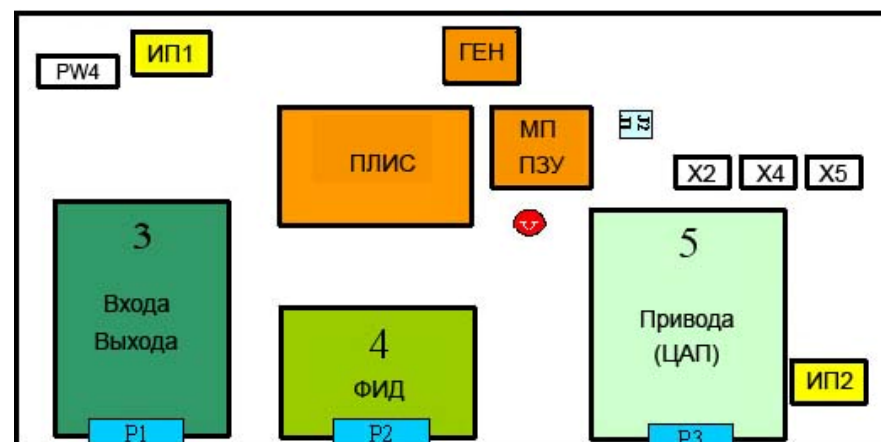 ИП1
ГЕН
PW4
J2
ПЛИС
МП
ПЗУ
X2
X4
X5
3
Входа
Выхода
4
ФИД
5
Привода
(ЦАП)
ИП2
P1
P2
P3